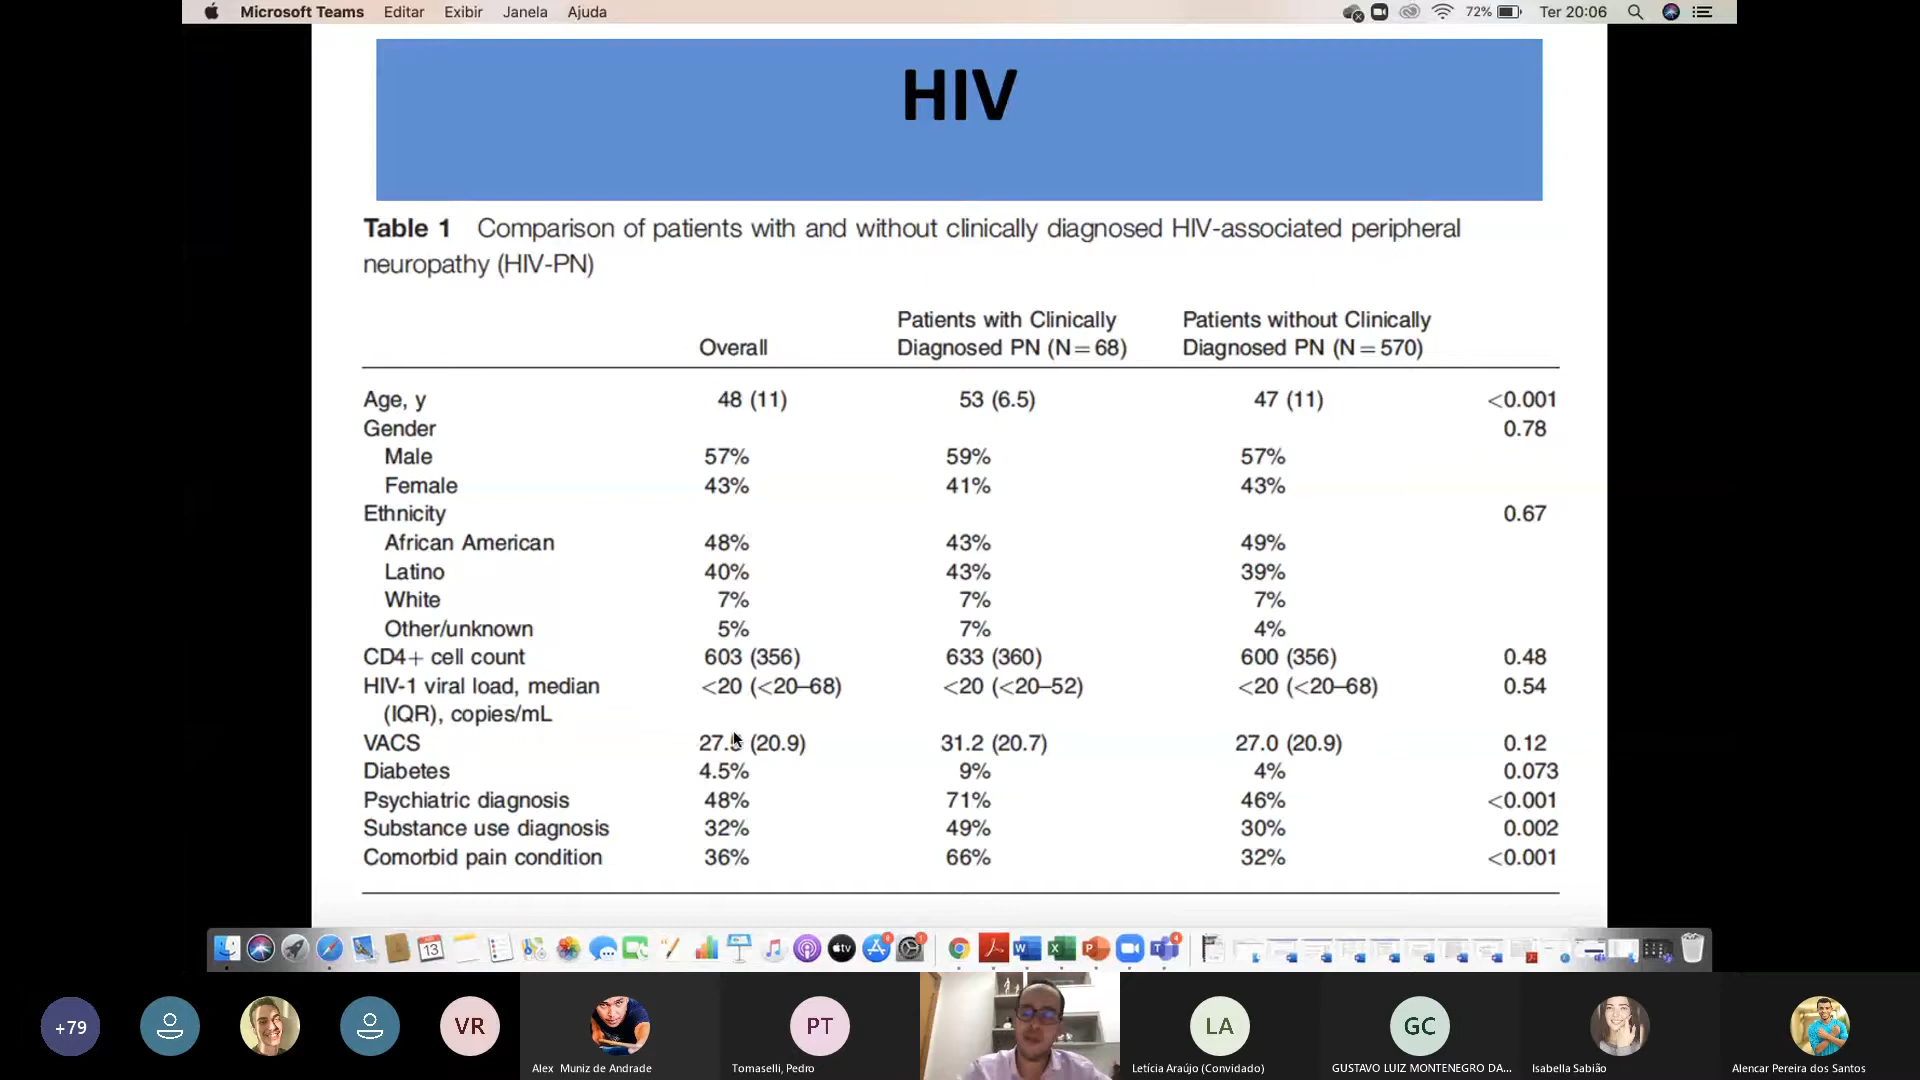 Microsoft Teams Editar Exibir Janela Ajuda 72% Ter 20:06
HIV
Table 1 Comparison of patients with and without clinically diagnosed HIV-associated peripheral
neuropathy (HIV-PN)
Patients with Clinically Patients without Clinically
Overall Diagnosed PN (N=68) Diagnosed PN (N=570)
Age, y 48 (11) 53 (6.5) 47 (11) <0.001
Gender 0.78
Male 57% 59% 57%
Female 43% 41% 43%
Ethnicity 0.67
African American 48% 43% 49%
Latino 40% 43% 39%
White 7% 7% 7%
Other/unknown 5% 7% 4%
CD4+ cell count 603 (356) 633 (360) 600 (356) 0.48
HIV-1 viral load, median <20 (<20–68) <20 (<20–52) <20 (<20–68) 0.54
(IQR), copies/mL
VACS (20.9) 31.2 (20.7) 27.0 (20.9) 0.12
Diabetes 4.5% 9% 4% 0.073
Psychiatric diagnosis 48% 71% 46% <0.001
Substance use diagnosis 32% 49% 30% 0.002
Comorbid pain condition 36% 66% 32% <0.001
13 tv
+79 VR PT LA GC
Alex Muniz de Andrade Tomaselli, Pedro Letícia Araújo (Convidado) GUSTAVO LUIZ MONTENEGRO DA... Isabella Sabião Alencar Pereira dos Santos